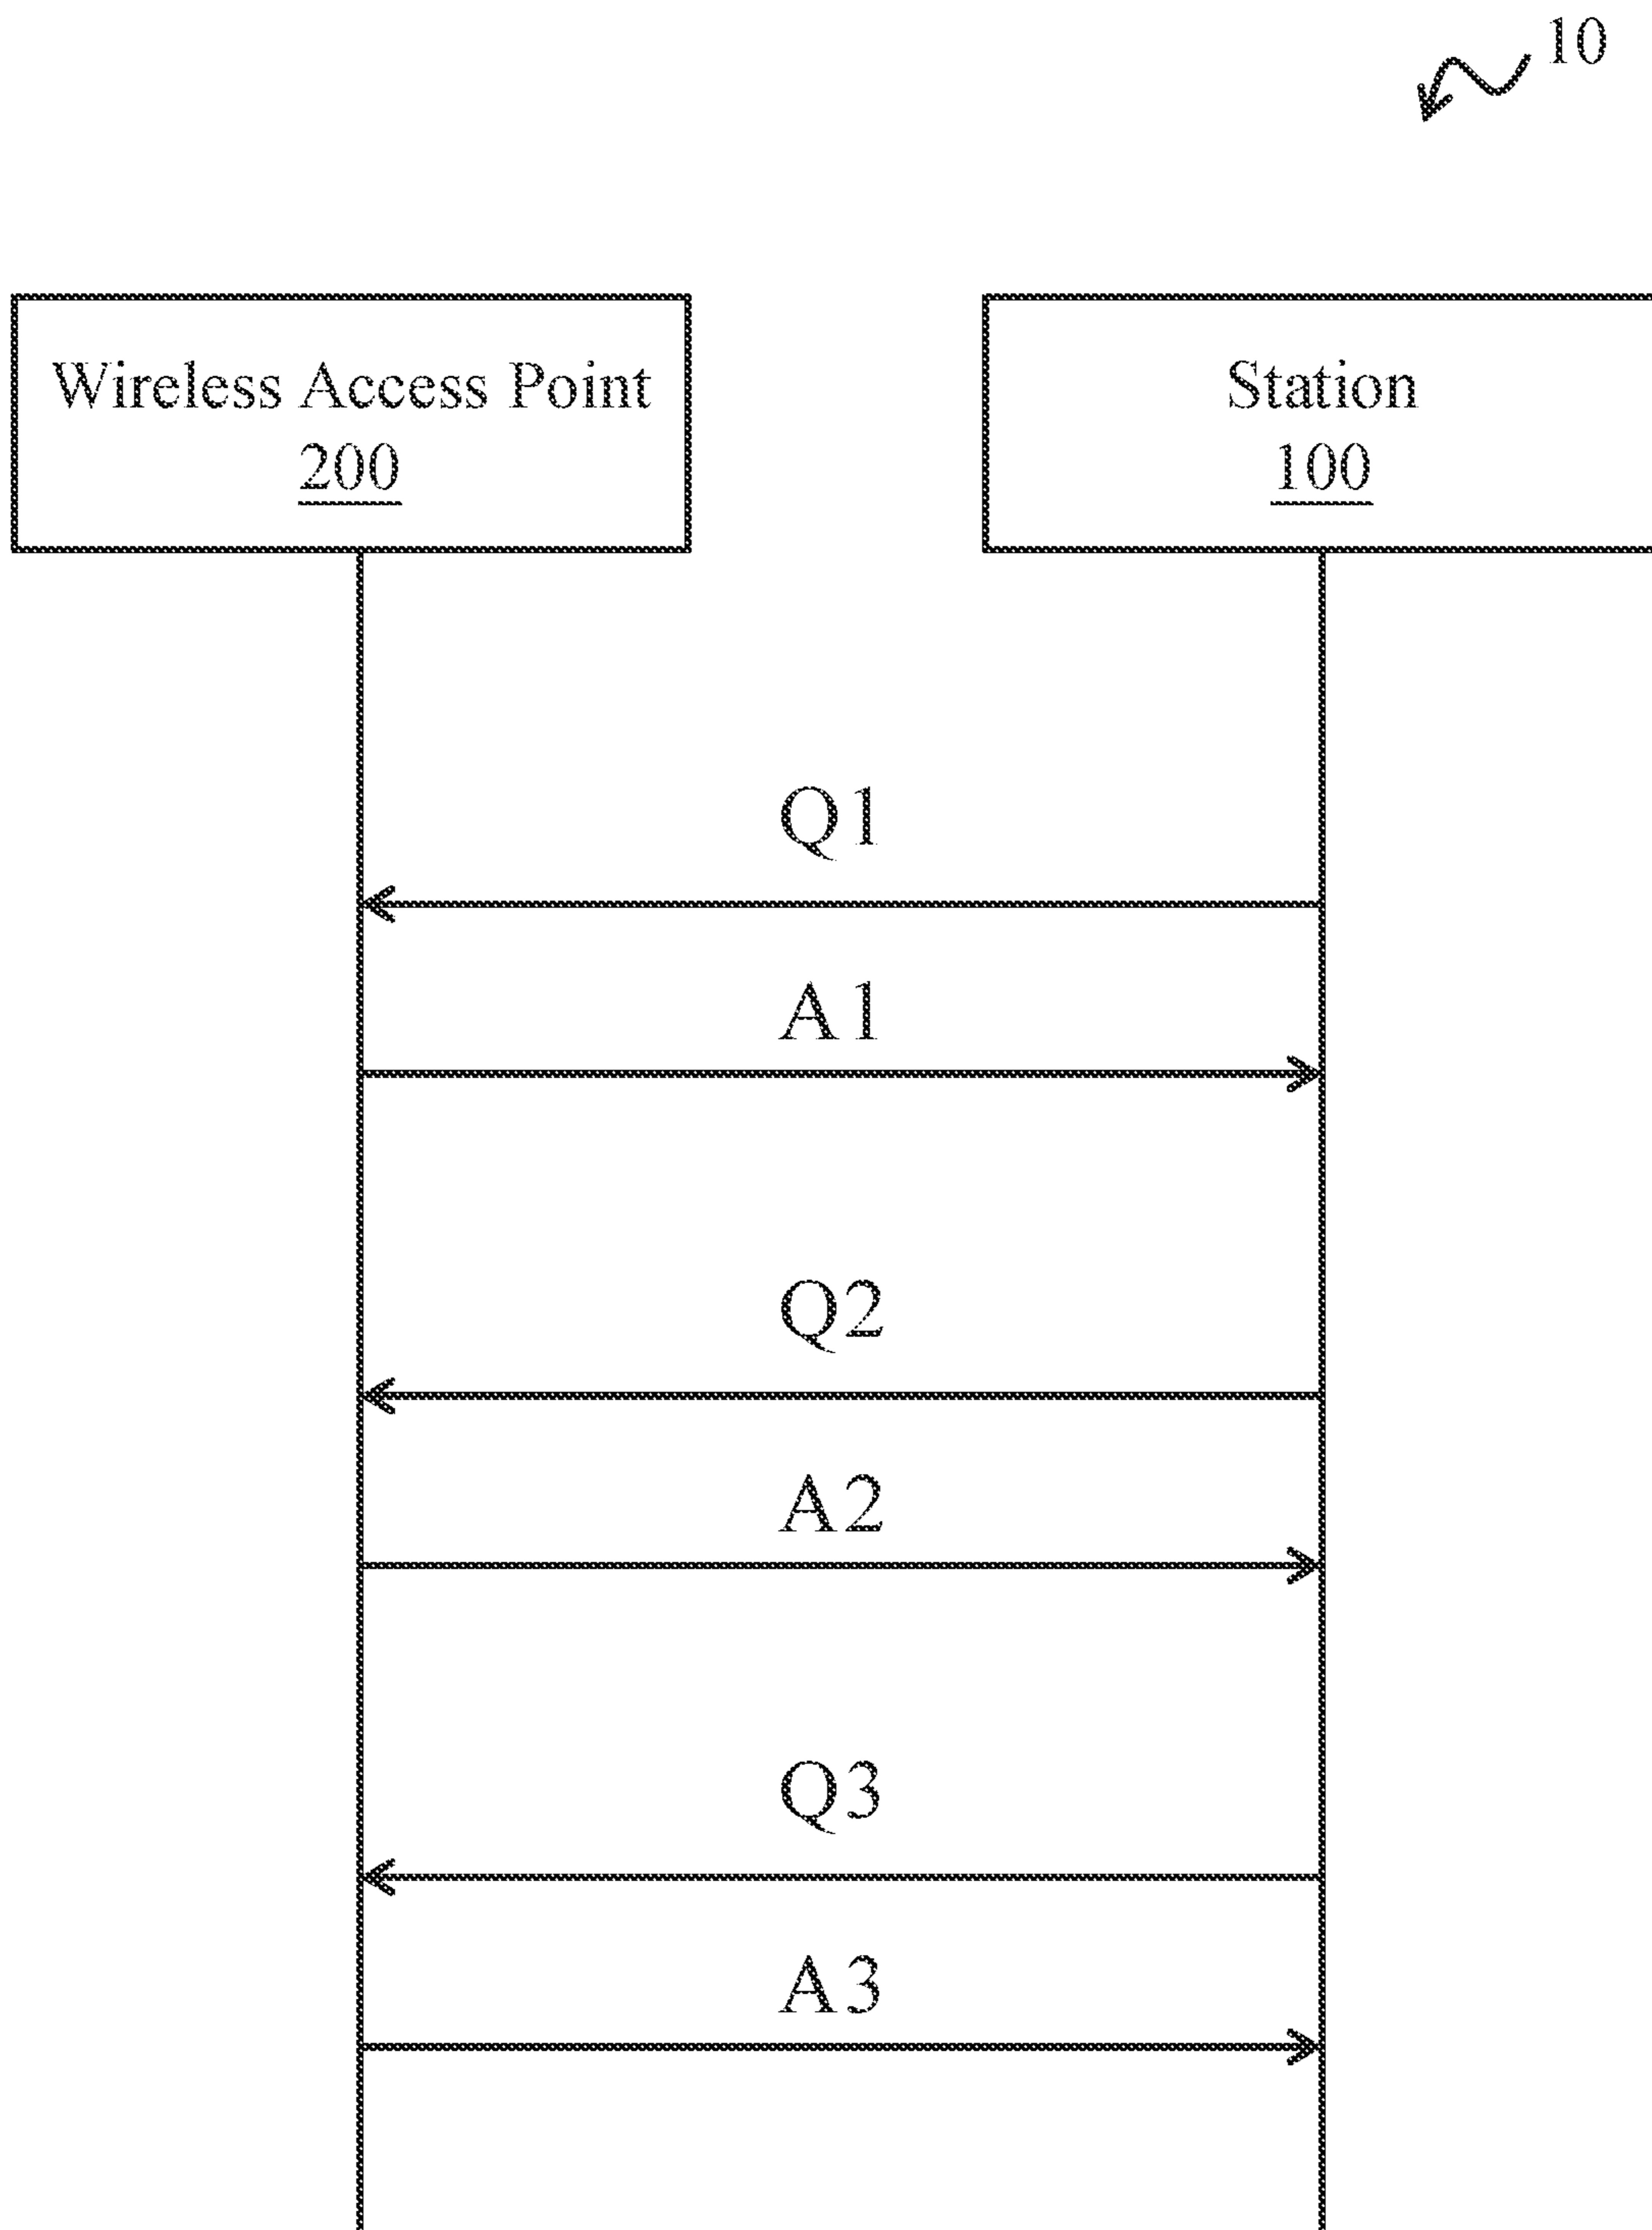 10
Wireless Access Point
200
Station
100
Q1
A1
Q2
A2
Q3
A3